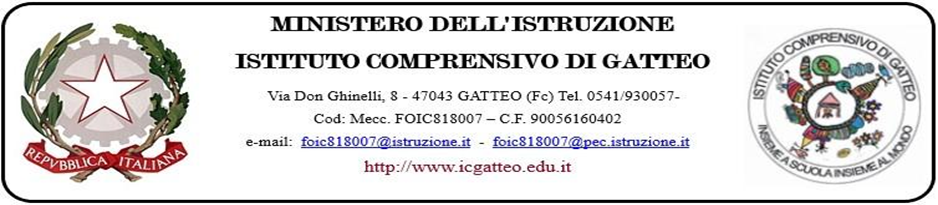 MINISTERO DELL'ISTRUZIONE
ISTITUTO COMPRENSIVO DI GATTEO
Via Don Ghinelli, 8 - 47043 GATTEO (Fc) Tel. 0541/930057-
Cod: Mecc. FOIC818007 – C.F. 90056160402
e-mail: foic818007@istruzione.it - foic818007@pec.istruzione.it
http://www.icgatteo.edu.it
REPVBBLICA ITALIANA
ISTITUTO COMPRENSIVO DI GATTEO
INSIEME A SCUOLA INSIEME AL MONDO